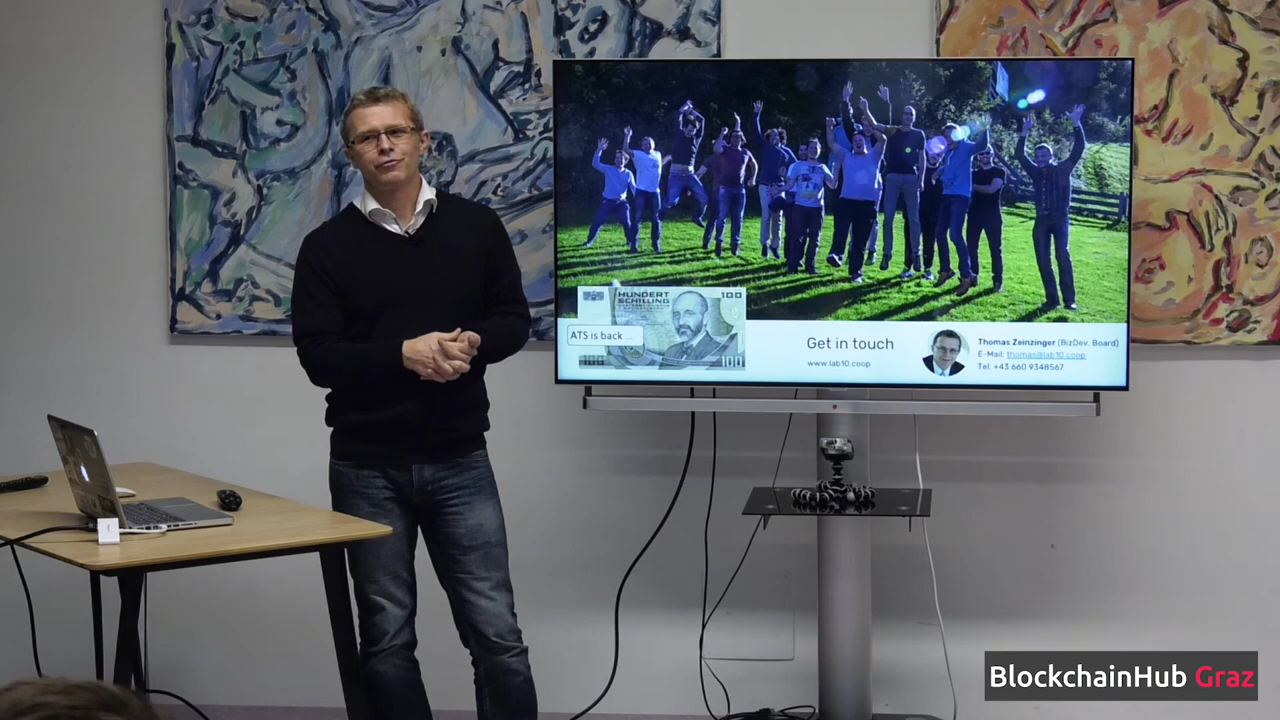 HUNDERT
SCHILLING
100
ATS is back ...
100
Get in touch
www.lab10.coop
Thomas Zeinzinger (BizDev, Board)
E-Mail: thomas@lab10.coop
Tel: +43 660 9348567
BlockchainHub Graz